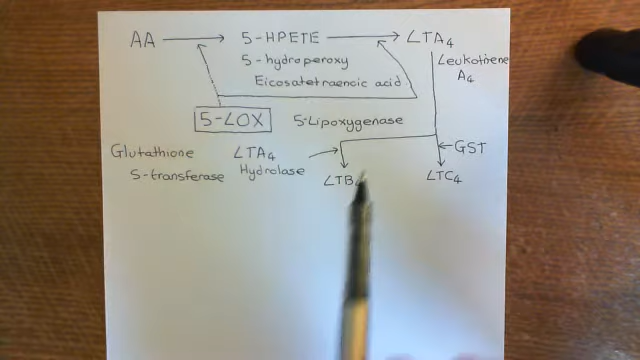 AA 5-HPETE LTA4
5-hydroperoxy Leukotriene
Eicosatetraenoic acid A4
5-LOX 5-Lipoxygenase
Glutathione LTA4 GST
S-transferase Hydrolase
LTB LTC4